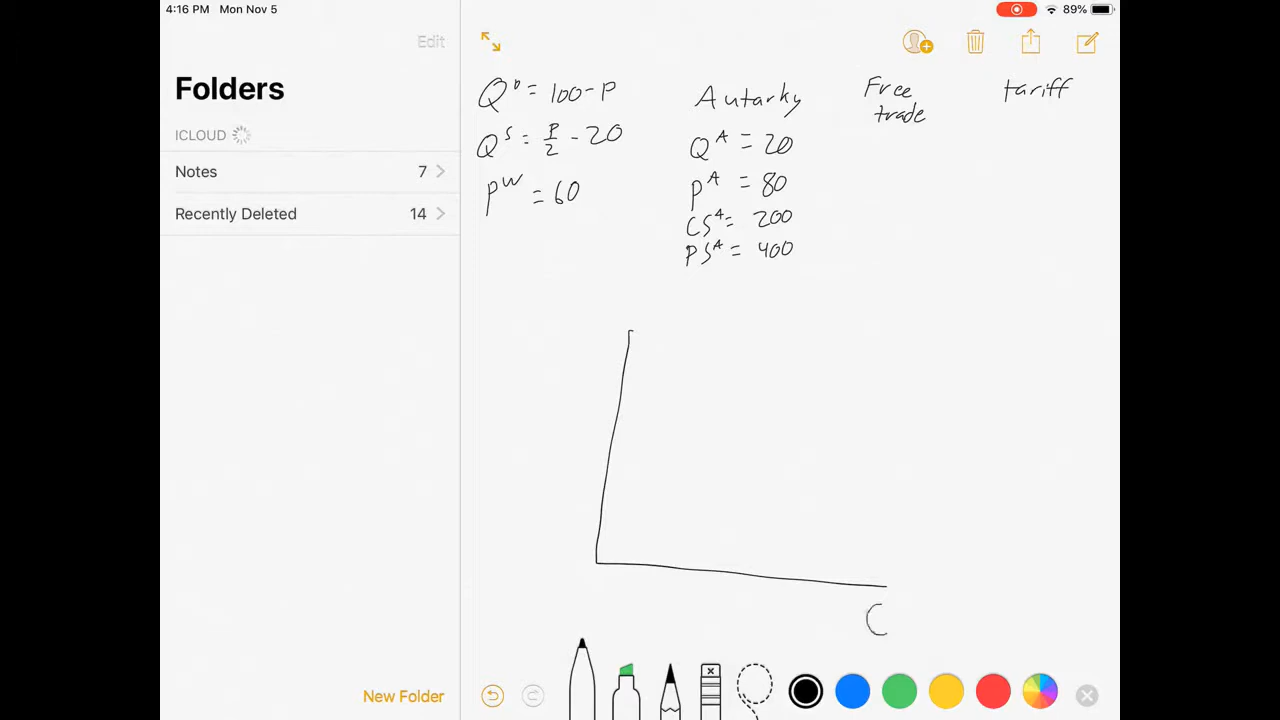 4:16 PM Mon Nov 5
89%
Edit
Folders
ICLOUD
Notes 7
Recently Deleted 14
New Folder
Q^D = 100-P
Q^S = P/2 - 20
P^W = 60
Autarky
Q^A = 20
P^A = 80
CS^A = 200
PS^A = 400
Free
trade
tariff
C